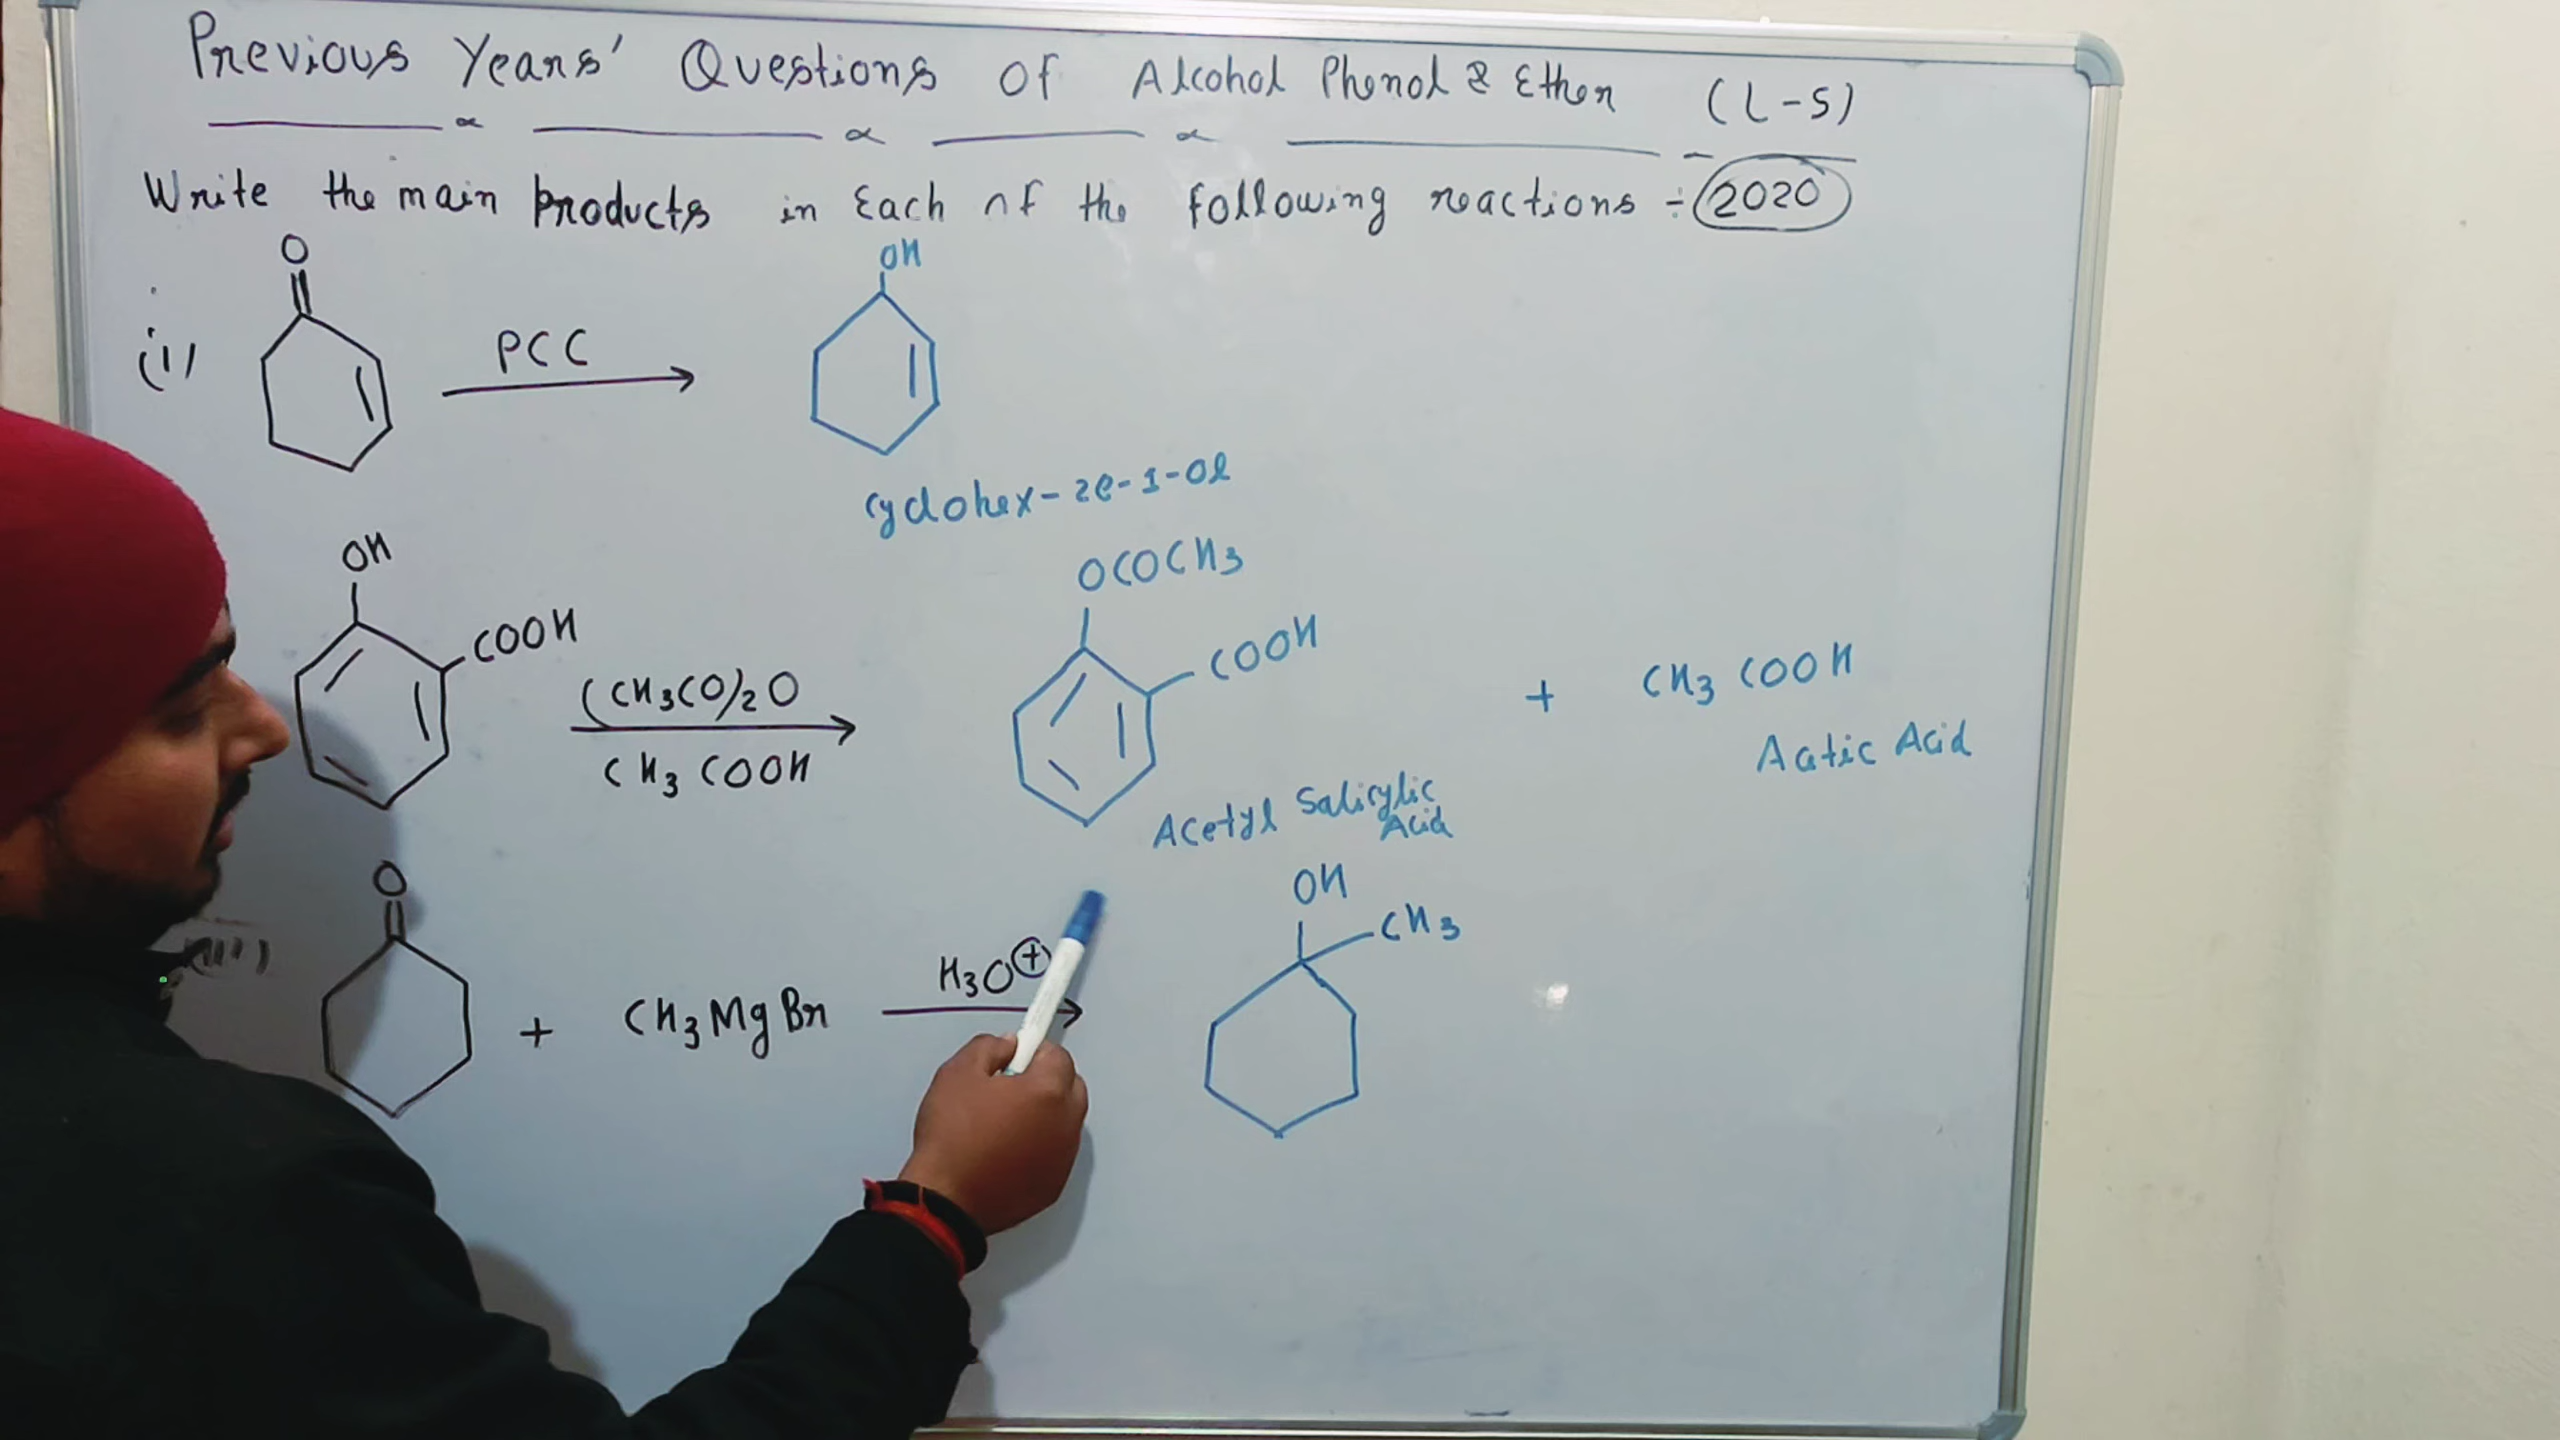 Previous Years' Questions Of Alcohol Phenol & Ether (L-5)
Write the main products in Each of the following reactions :- 2020
(i)
O
PCC
OH
Cyclohex-2e-1-Ol
OH
COOH
(CH3CO)2O
CH3COOH
OCOCH3
COOH
Acetyl Salicylic
Acid
+ CH3COOH
Acetic Acid
(iii)
O
+ CH3MgBr
H3O+
OH
CH3